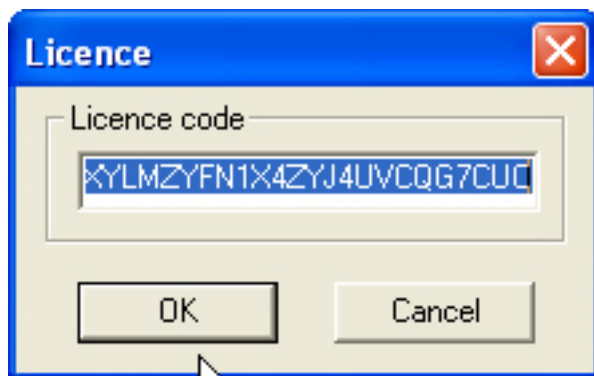 Licence
Licence code
XYLMZYFN1X4ZYJ4UVCQG7CUC
OK
Cancel